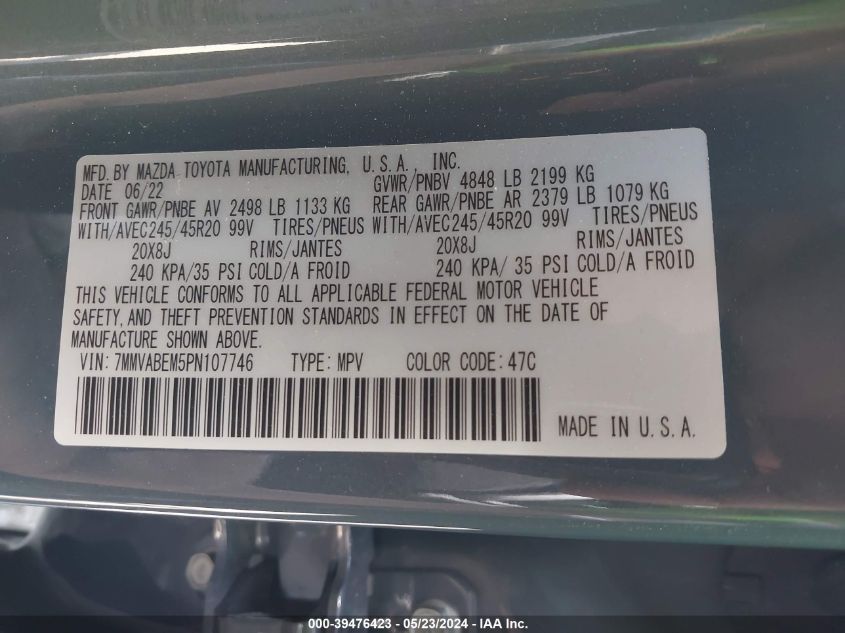 MFD. BY MAZDA TOYOTA MANUFACTURING, U.S.A. INC.
DATE 06/22 GVWR/PNBV 4848 LB 2199 KG
FRONT GAWR/PNBE AV 2498 LB 1133 KG REAR GAWR/PNBE AR 2379 LB 1079 KG
WITH/AVEC245/45R20 99V TIRES/PNEUS WITH/AVEC245/45R20 99V TIRES/PNEUS
20X8J RIMS/JANTES 20X8J RIMS/JANTES
240 KPA/35 PSI COLD/A FROID 240 KPA/ 35 PSI COLD/A FROID
THIS VEHICLE CONFORMS TO ALL APPLICABLE FEDERAL MOTOR VEHICLE
SAFETY, AND THEFT PREVENTION STANDARDS IN EFFECT ON THE DATE OF
MANUFACTURE SHOWN ABOVE.
VIN: 7MMVABEM5PN107746 TYPE: MPV COLOR CODE: 47C
MADE IN U.S.A.
000-39476423 - 05/23/2024 - IAA Inc.